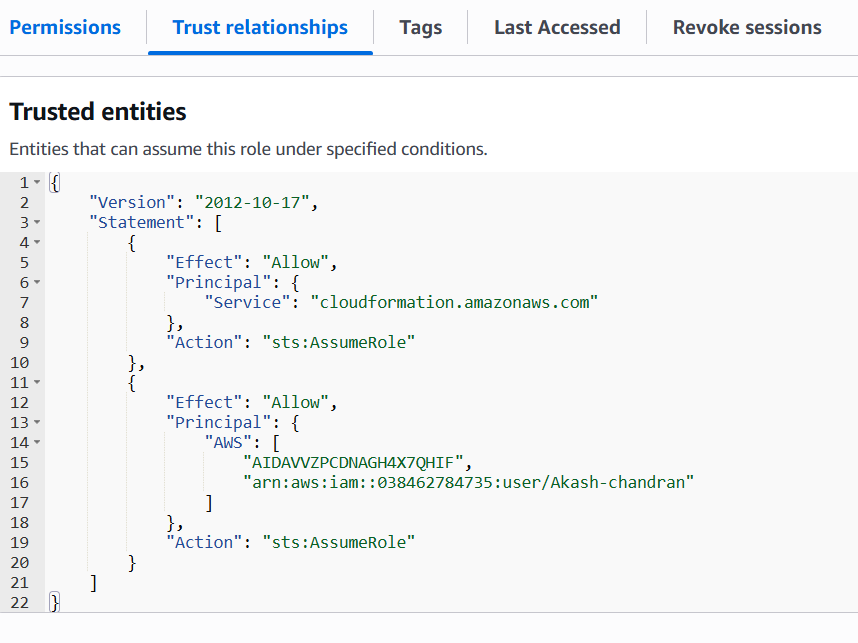 Permissions Trust relationships Tags Last Accessed Revoke sessions
Trusted entities
Entities that can assume this role under specified conditions.
1 {
2 "Version": "2012-10-17",
3 "Statement": [
4 {
5 "Effect": "Allow",
6 "Principal": {
7 "Service": "cloudformation.amazonaws.com"
8 },
9 "Action": "sts:AssumeRole"
10 },
11 {
12 "Effect": "Allow",
13 "Principal": {
14 "AWS": [
15 "AIDAVVZPCDNAGH4X7QHIF",
16 "arn:aws:iam::038462784735:user/Akash-chandran"
17 ]
18 },
19 "Action": "sts:AssumeRole"
20 }
21 ]
22 }